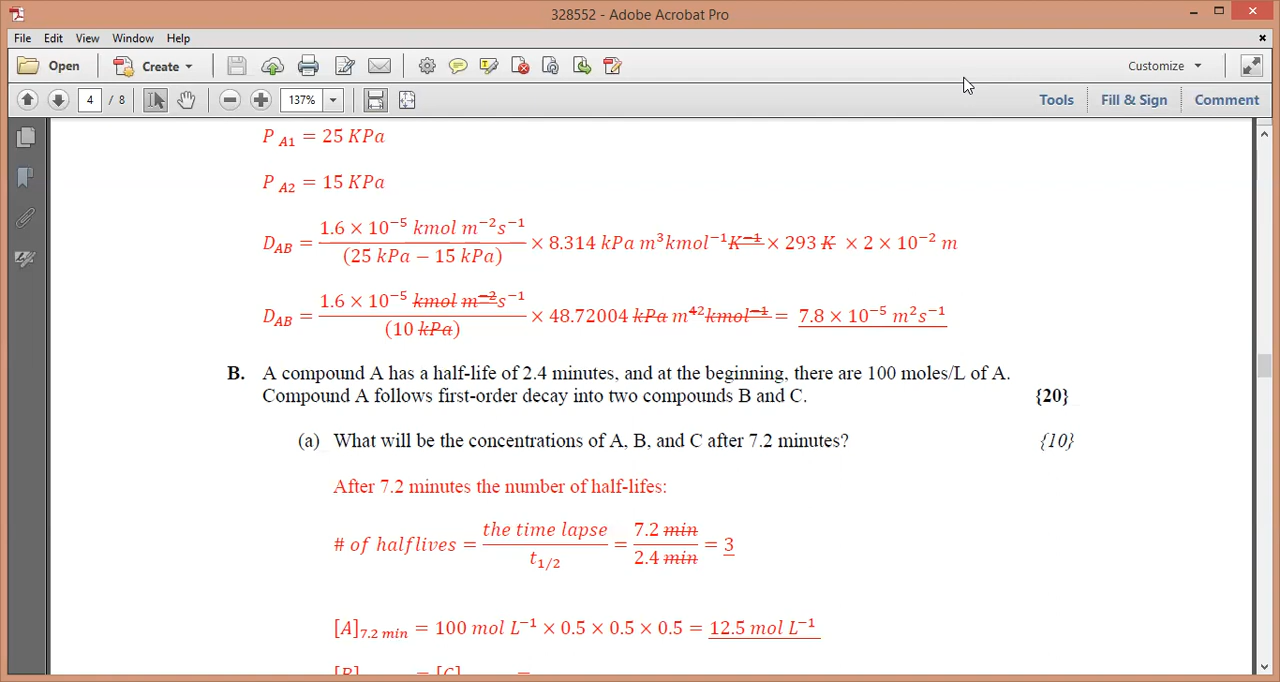 328552 - Adobe Acrobat Pro
File Edit View Window Help
Open Create Customize
4 / 8 137% Tools Fill & Sign Comment
P A1 = 25 KPa
P A2 = 15 KPa
D_AB = (1.6 × 10⁻⁵ kmol m⁻²s⁻¹)/(25 kPa − 15 kPa) × 8.314 kPa m³kmol⁻¹K⁻¹ × 293 K × 2 × 10⁻² m
D_AB = (1.6 × 10⁻⁵ kmol m⁻²s⁻¹)/(10 kPa) × 48.72004 kPa m⁴²kmol⁻¹ = 7.8 × 10⁻⁵ m²s⁻¹
B. A compound A has a half-life of 2.4 minutes, and at the beginning, there are 100 moles/L of A.
Compound A follows first-order decay into two compounds B and C. {20}
(a) What will be the concentrations of A, B, and C after 7.2 minutes? {10}
After 7.2 minutes the number of half-lifes:
# of halflives = the time lapse/t_1/2 = 7.2 min/2.4 min = 3
[A]_7.2 min = 100 mol L⁻¹ × 0.5 × 0.5 × 0.5 = 12.5 mol L⁻¹